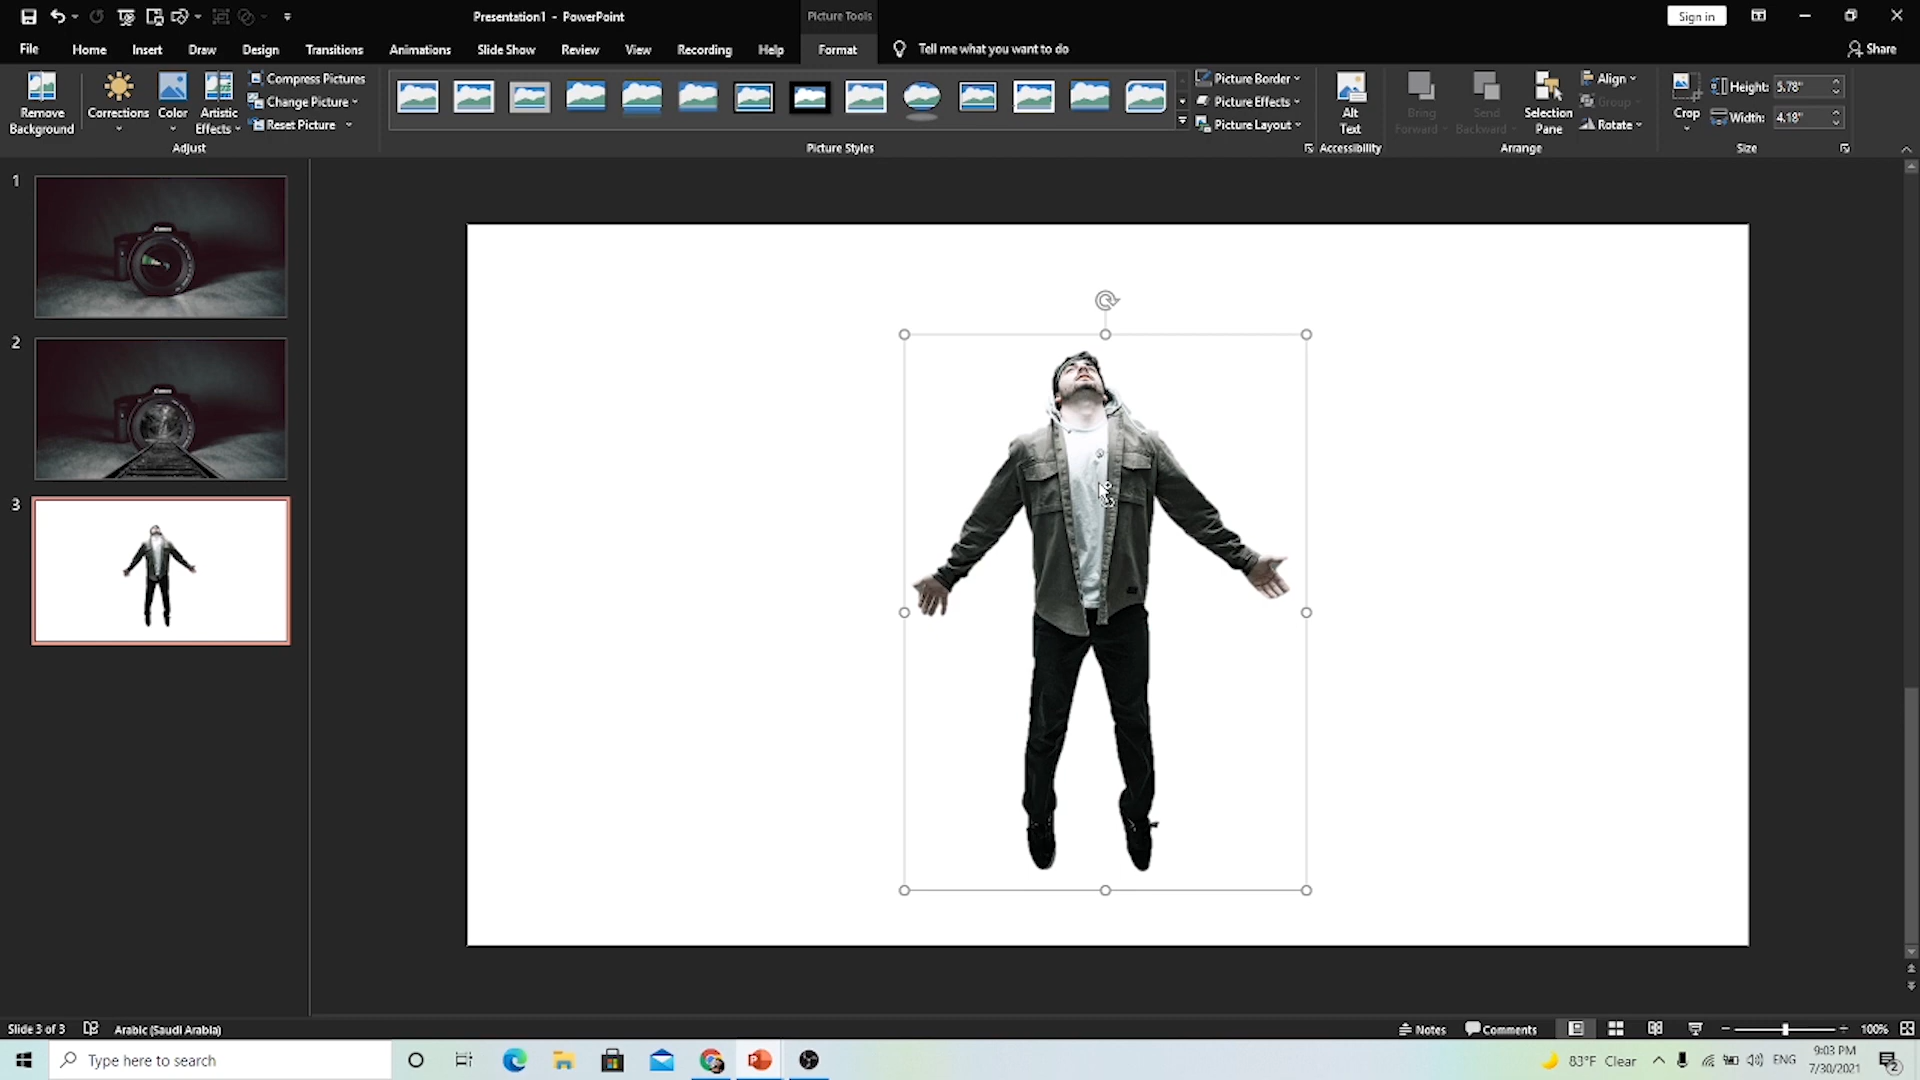 Presentation1 - PowerPoint
Picture Tools
Sign in
File
Home
Insert
Draw
Design
Transitions
Animations
Slide Show
Review
View
Recording
Help
Format
Tell me what you want to do
Share
Remove Background
Corrections
Color
Artistic Effects
Compress Pictures
Change Picture
Reset Picture
Adjust
Picture Styles
Picture Border
Picture Effects
Picture Layout
Alt Text
Accessibility
Bring Forward
Send Backward
Selection Pane
Align
Group
Rotate
Arrange
Crop
Height: 5.78"
Width: 4.18"
Size
1
2
3
Slide 3 of 3
Arabic (Saudi Arabia)
Notes
Comments
100%
Type here to search
83°F Clear
ENG
9:03 PM
7/30/2021
2